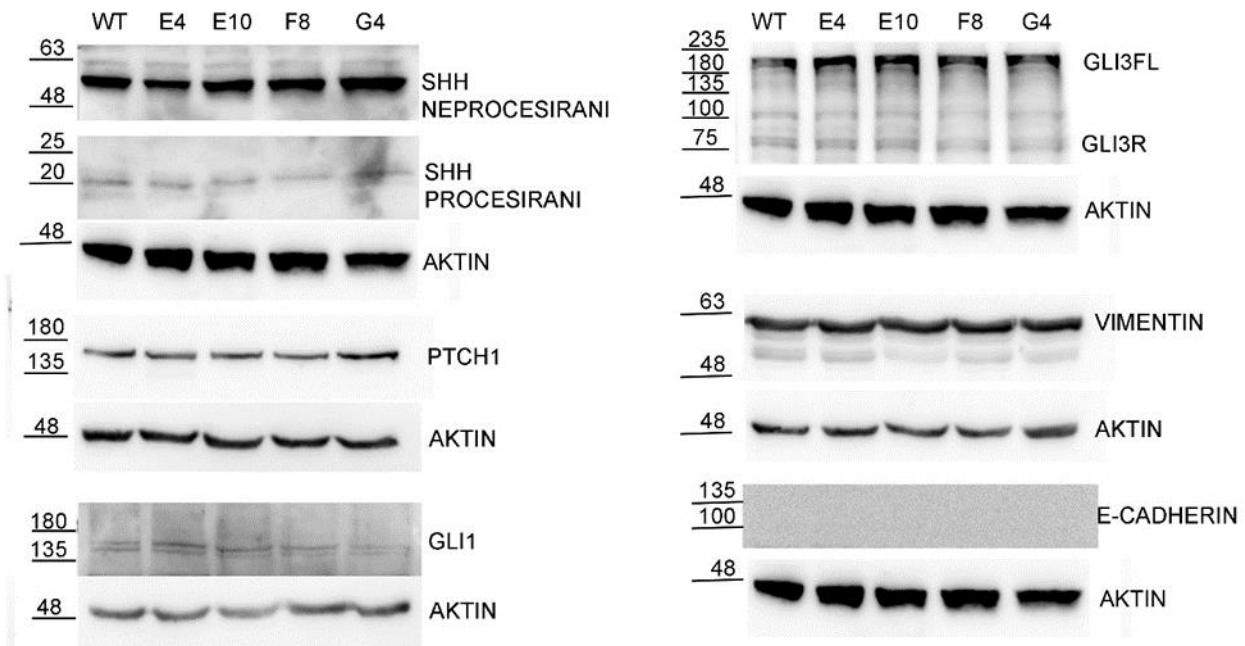 WT E4 E10 F8 G4
63
48
SHH
NEPROCESIRANI
25
20
SHH
PROCESIRANI
48
AKTIN
180
135
PTCH1
48
AKTIN
180
135
GLI1
48
AKTIN
WT E4 E10 F8 G4
235
180
135
100
75
GLI3FL
GLI3R
48
AKTIN
63
48
VIMENTIN
48
AKTIN
135
100
E-CADHERIN
48
AKTIN